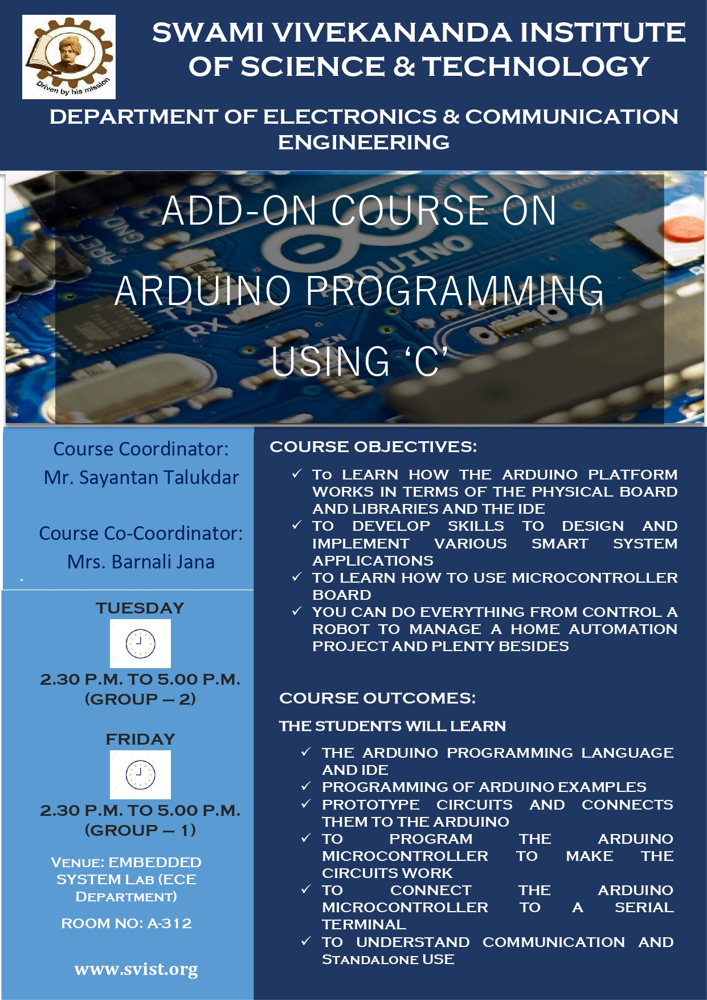 Driven by his mission
SWAMI VIVEKANANDA INSTITUTE
OF SCIENCE & TECHNOLOGY
DEPARTMENT OF ELECTRONICS & COMMUNICATION
ENGINEERING
AREF
GND
13
ARDUINO
TX
RX
ADD-ON COURSE ON
ARDUINO PROGRAMMING
USING ‘C’
Course Coordinator:
Mr. Sayantan Talukdar
Course Co-Coordinator:
Mrs. Barnali Jana
TUESDAY
2.30 P.M. TO 5.00 P.M.
(GROUP – 2)
FRIDAY
2.30 P.M. TO 5.00 P.M.
(GROUP – 1)
Venue: EMBEDDED
SYSTEM Lab (ECE
Department)
ROOM NO: A-312
www.svist.org
COURSE OBJECTIVES:
✓ To LEARN HOW THE ARDUINO PLATFORM
WORKS IN TERMS OF THE PHYSICAL BOARD
AND LIBRARIES AND THE IDE
✓ TO DEVELOP SKILLS TO DESIGN AND
IMPLEMENT VARIOUS SMART SYSTEM
APPLICATIONS
✓ TO LEARN HOW TO USE MICROCONTROLLER
BOARD
✓ YOU CAN DO EVERYTHING FROM CONTROL A
ROBOT TO MANAGE A HOME AUTOMATION
PROJECT AND PLENTY BESIDES
COURSE OUTCOMES:
THE STUDENTS WILL LEARN
✓ THE ARDUINO PROGRAMMING LANGUAGE
AND IDE
✓ PROGRAMMING OF ARDUINO EXAMPLES
✓ PROTOTYPE CIRCUITS AND CONNECTS
THEM TO THE ARDUINO
✓ TO PROGRAM THE ARDUINO
MICROCONTROLLER TO MAKE THE
CIRCUITS WORK
✓ TO CONNECT THE ARDUINO
MICROCONTROLLER TO A SERIAL
TERMINAL
✓ TO UNDERSTAND COMMUNICATION AND
Standalone USE